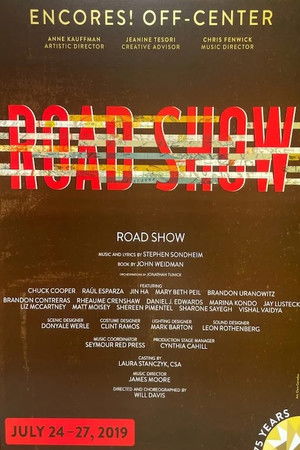 ENCORES! OFF-CENTER
ANNE KAUFFMAN JEANINE TESORI CHRIS FENWICK
ARTISTIC DIRECTOR CREATIVE ADVISOR MUSIC DIRECTOR
ROAD SHOW
ROAD SHOW
MUSIC AND LYRICS BY STEPHEN SONDHEIM
BOOK BY JOHN WEIDMAN
ORCHESTRATIONS BY JONATHAN TUNICK
FEATURING
CHUCK COOPER RAÚL ESPARZA JIN HA MARY BETH PEIL BRANDON URANOWITZ
BRANDON CONTRERAS RHEAUME CRENSHAW DANIEL J. EDWARDS MARINA KONDO JAY LUSTECK
LIZ MCCARTNEY MATT MOISEY SHEREEN PIMENTEL SHARONE SAYEGH VISHAL VAIDYA
SCENIC DESIGNER COSTUME DESIGNER LIGHTING DESIGNER SOUND DESIGNER
DONYALE WERLE CLINT RAMOS MARK BARTON LEON ROTHENBERG
MUSIC COORDINATOR PRODUCTION STAGE MANAGER
SEYMOUR RED PRESS CYNTHIA CAHILL
CASTING BY
LAURA STANCZYK, CSA
MUSIC DIRECTOR
JAMES MOORE
DIRECTED AND CHOREOGRAPHED BY
WILL DAVIS
JULY 24–27, 2019
YEARS